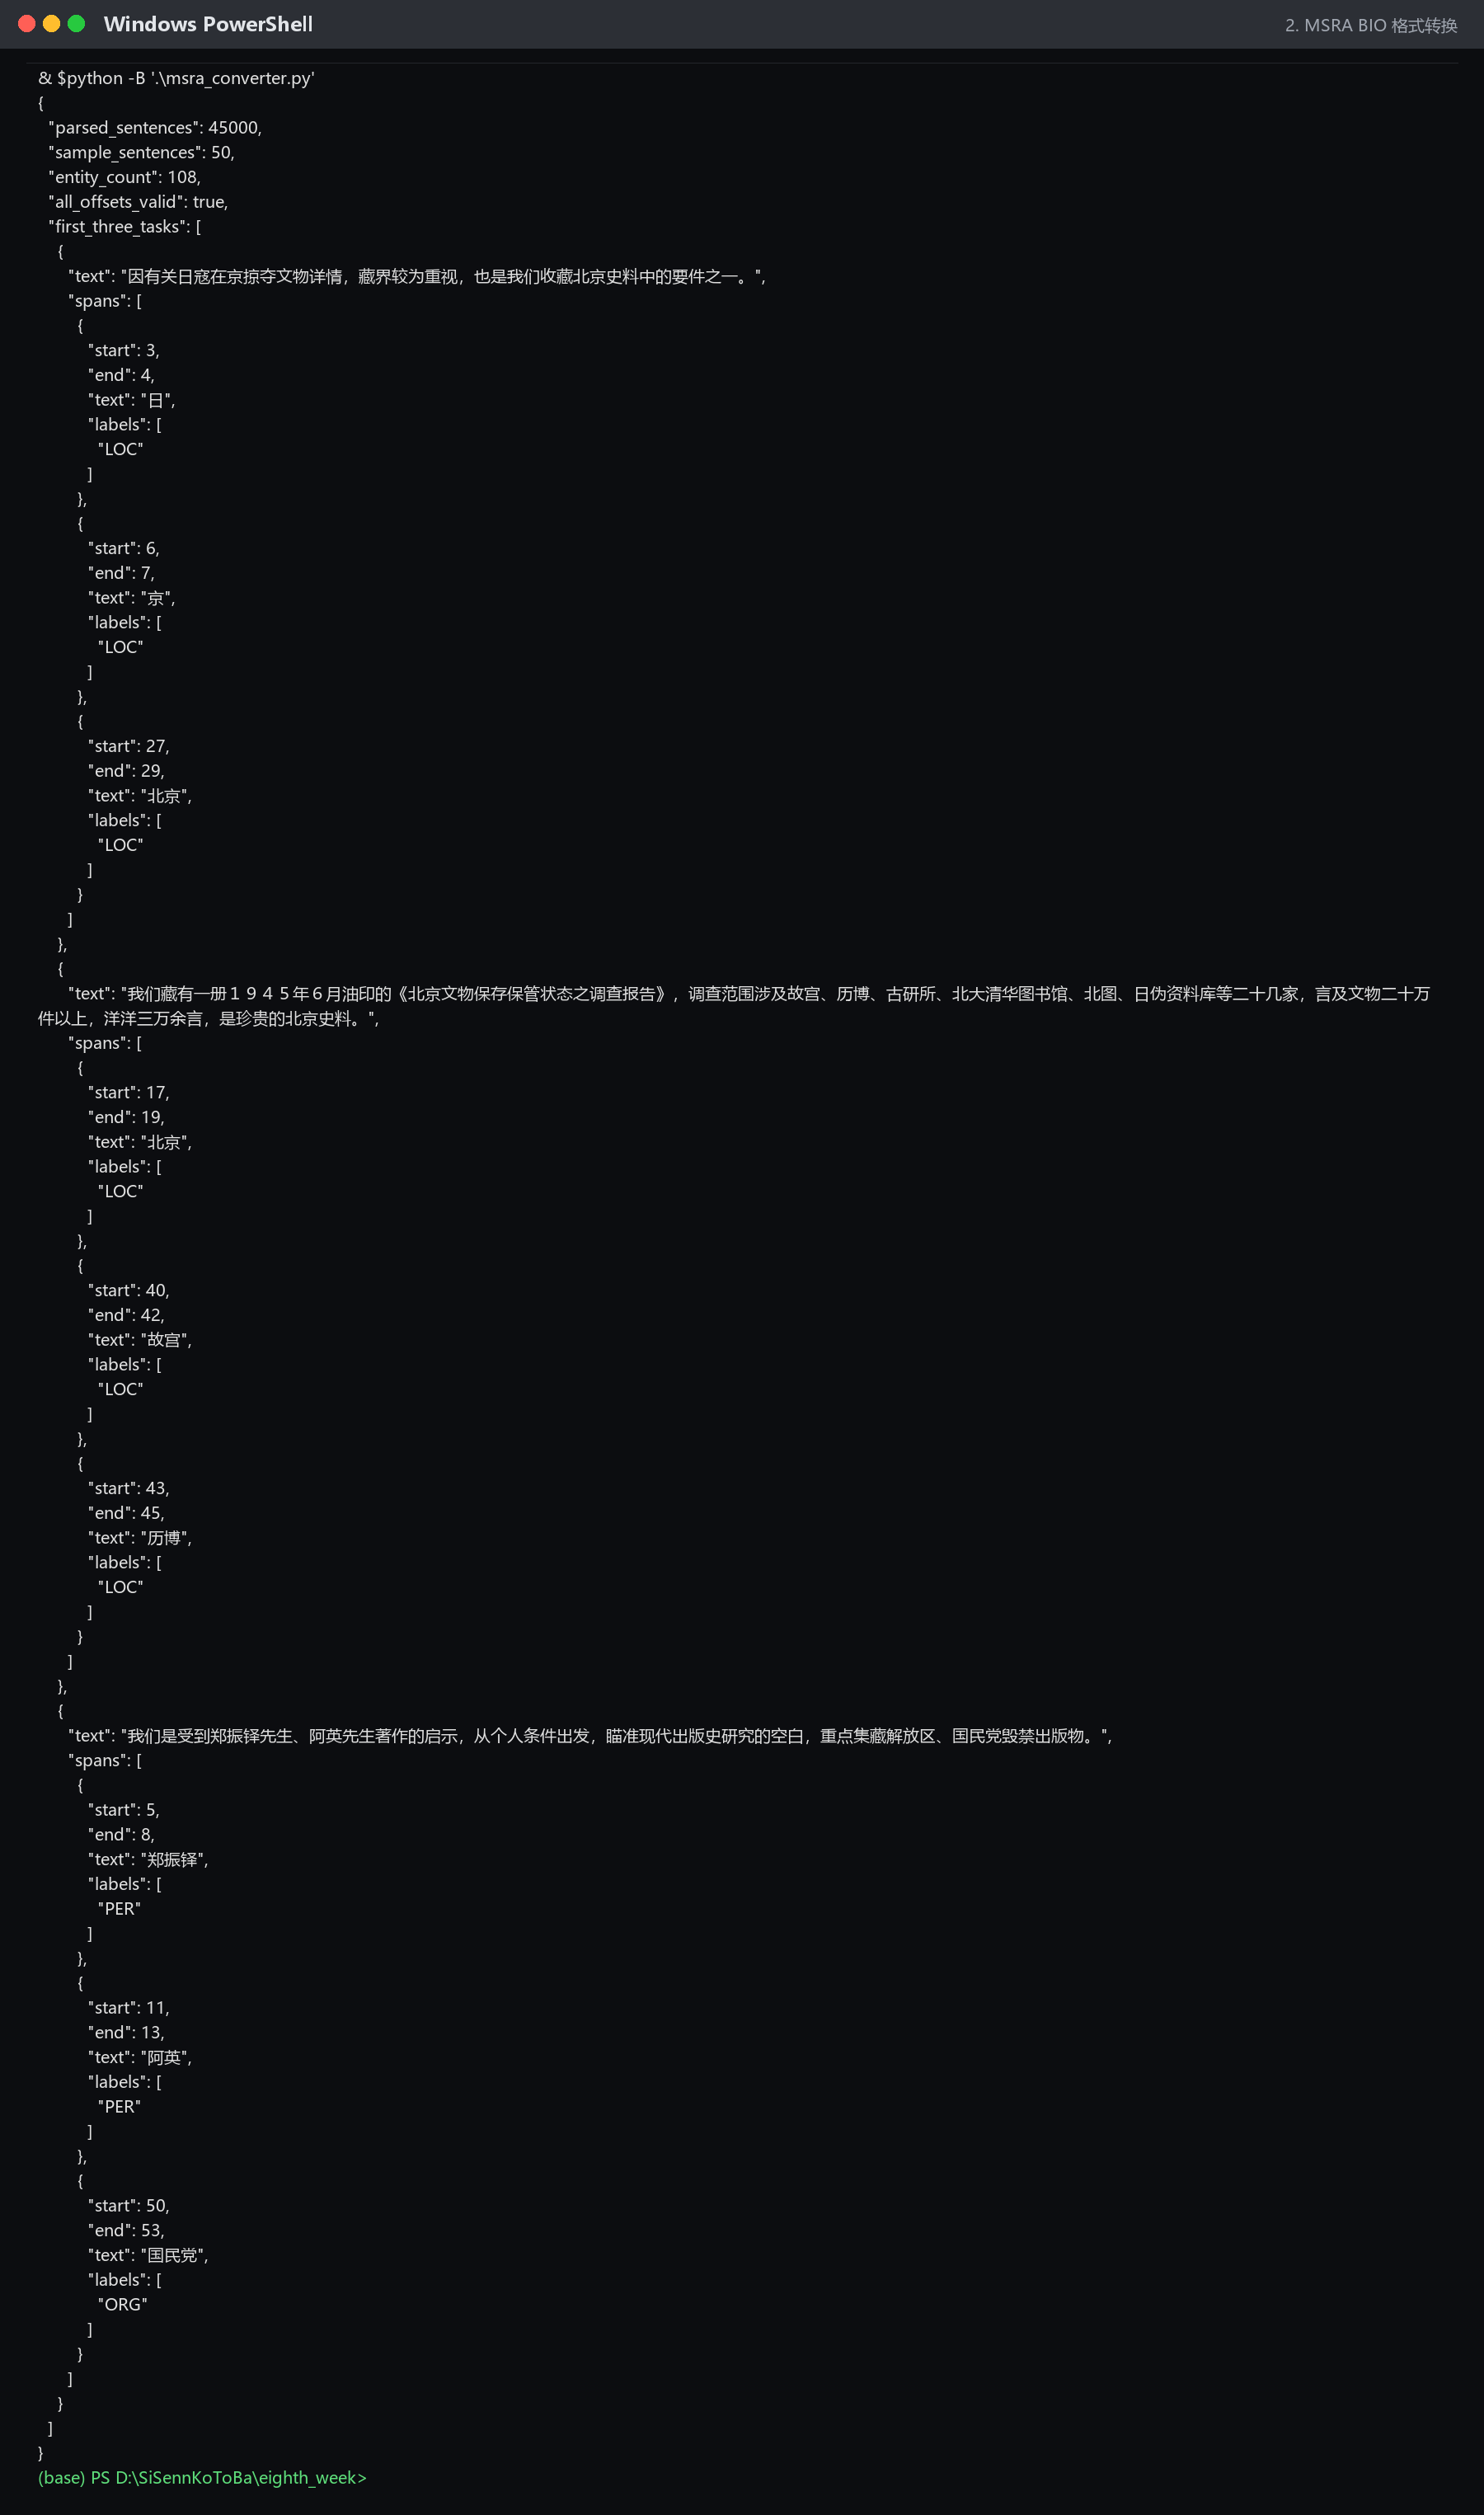 Windows PowerShell
2. MSRA BIO 格式转换
& $python -B '.\msra_converter.py'
{
"parsed_sentences": 45000,
"sample_sentences": 50,
"entity_count": 108,
"all_offsets_valid": true,
"first_three_tasks": [
{
"text": "因有关日寇在京掠夺文物详情，藏界较为重视，也是我们收藏北京史料中的要件之一。",
"spans": [
{
"start": 3,
"end": 4,
"text": "日",
"labels": [
"LOC"
]
},
{
"start": 6,
"end": 7,
"text": "京",
"labels": [
"LOC"
]
},
{
"start": 27,
"end": 29,
"text": "北京",
"labels": [
"LOC"
]
}
]
},
{
"text": "我们藏有一册１９４５年６月油印的《北京文物保存保管状态之调查报告》，调查范围涉及故宫、历博、古研所、北大清华图书馆、北图、日伪资料库等二十几家，言及文物二十万
件以上，洋洋三万余言，是珍贵的北京史料。",
"spans": [
{
"start": 17,
"end": 19,
"text": "北京",
"labels": [
"LOC"
]
},
{
"start": 40,
"end": 42,
"text": "故宫",
"labels": [
"LOC"
]
},
{
"start": 43,
"end": 45,
"text": "历博",
"labels": [
"LOC"
]
}
]
},
{
"text": "我们是受到郑振铎先生、阿英先生著作的启示，从个人条件出发，瞄准现代出版史研究的空白，重点集藏解放区、国民党毁禁出版物。",
"spans": [
{
"start": 5,
"end": 8,
"text": "郑振铎",
"labels": [
"PER"
]
},
{
"start": 11,
"end": 13,
"text": "阿英",
"labels": [
"PER"
]
},
{
"start": 50,
"end": 53,
"text": "国民党",
"labels": [
"ORG"
]
}
]
}
]
}
(base) PS D:\SiSennKoToBa\eighth_week>